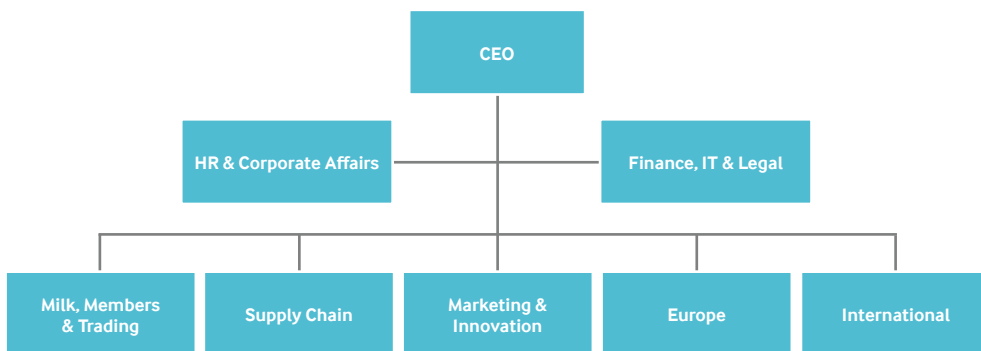 CEO
HR & Corporate Affairs
Finance, IT & Legal
Milk, Members
& Trading
Supply Chain
Marketing &
Innovation
Europe
International